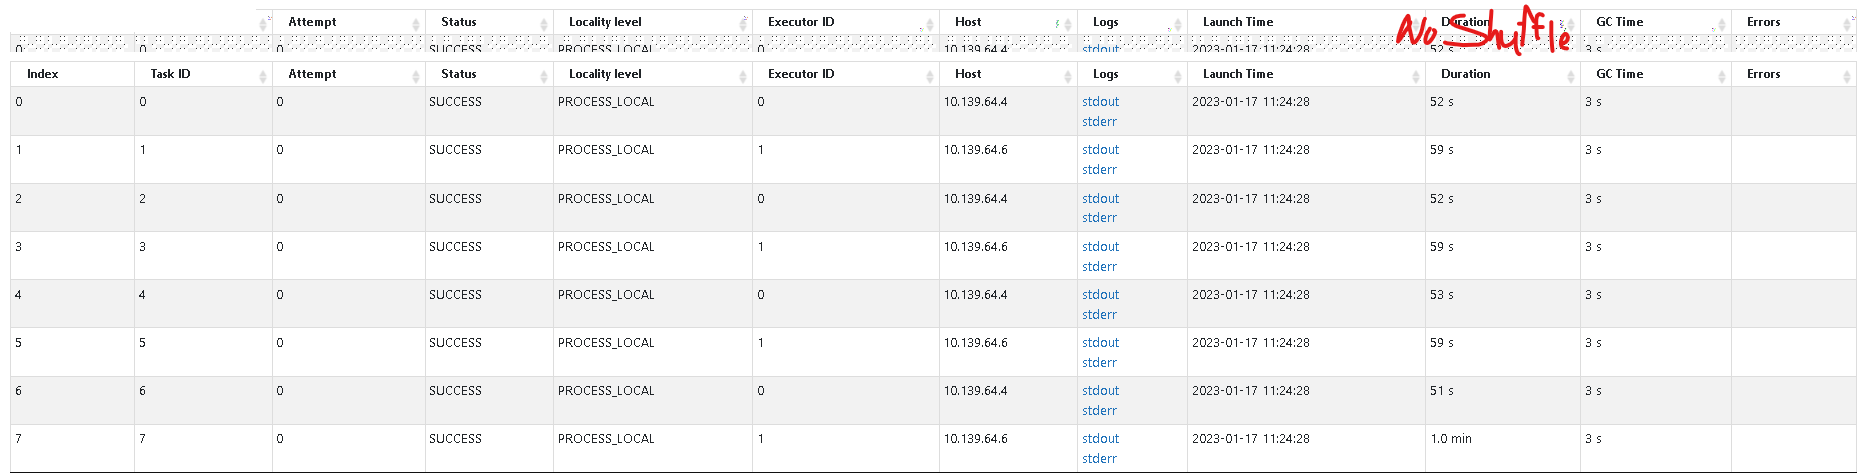 Attempt Status Locality level Executor ID Host Logs Launch Time Duration GC Time Errors
No Shuffle
0 0 0 SUCCESS PROCESS_LOCAL 0 10.139.64.4 stdout 2023-01-17 11:24:28 52 s 3 s
Index Task ID Attempt Status Locality level Executor ID Host Logs Launch Time Duration GC Time Errors
0 0 0 SUCCESS PROCESS_LOCAL 0 10.139.64.4 stdout 2023-01-17 11:24:28 52 s 3 s
stderr
1 1 0 SUCCESS PROCESS_LOCAL 1 10.139.64.6 stdout 2023-01-17 11:24:28 59 s 3 s
stderr
2 2 0 SUCCESS PROCESS_LOCAL 0 10.139.64.4 stdout 2023-01-17 11:24:28 52 s 3 s
stderr
3 3 0 SUCCESS PROCESS_LOCAL 1 10.139.64.6 stdout 2023-01-17 11:24:28 59 s 3 s
stderr
4 4 0 SUCCESS PROCESS_LOCAL 0 10.139.64.4 stdout 2023-01-17 11:24:28 53 s 3 s
stderr
5 5 0 SUCCESS PROCESS_LOCAL 1 10.139.64.6 stdout 2023-01-17 11:24:28 59 s 3 s
stderr
6 6 0 SUCCESS PROCESS_LOCAL 0 10.139.64.4 stdout 2023-01-17 11:24:28 51 s 3 s
stderr
7 7 0 SUCCESS PROCESS_LOCAL 1 10.139.64.6 stdout 2023-01-17 11:24:28 1.0 min 3 s
stderr